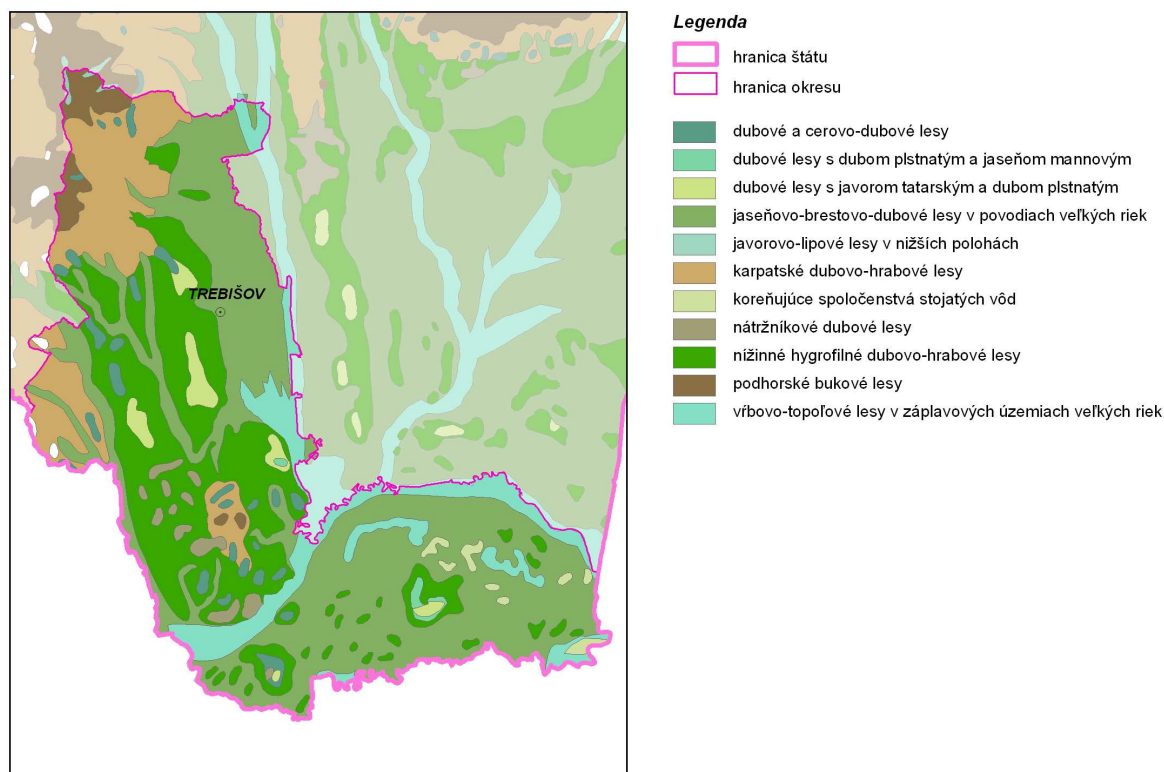 TREBIŠOV
Legenda
hranica štátu
hranica okresu
dubové a cerovo-dubové lesy
dubové lesy s dubom plstnatým a jaseňom mannovým
dubové lesy s javorom tatarským a dubom plstnatým
jaseňovo-brestovo-dubové lesy v povodiach veľkých riek
javorovo-lipové lesy v nižších polohách
karpatské dubovo-hrabové lesy
koreňujúce spoločenstvá stojatých vôd
nátržníkové dubové lesy
nížinné hygrofilné dubovo-hrabové lesy
podhorské bukové lesy
vŕbovo-topoľové lesy v záplavových územiach veľkých riek